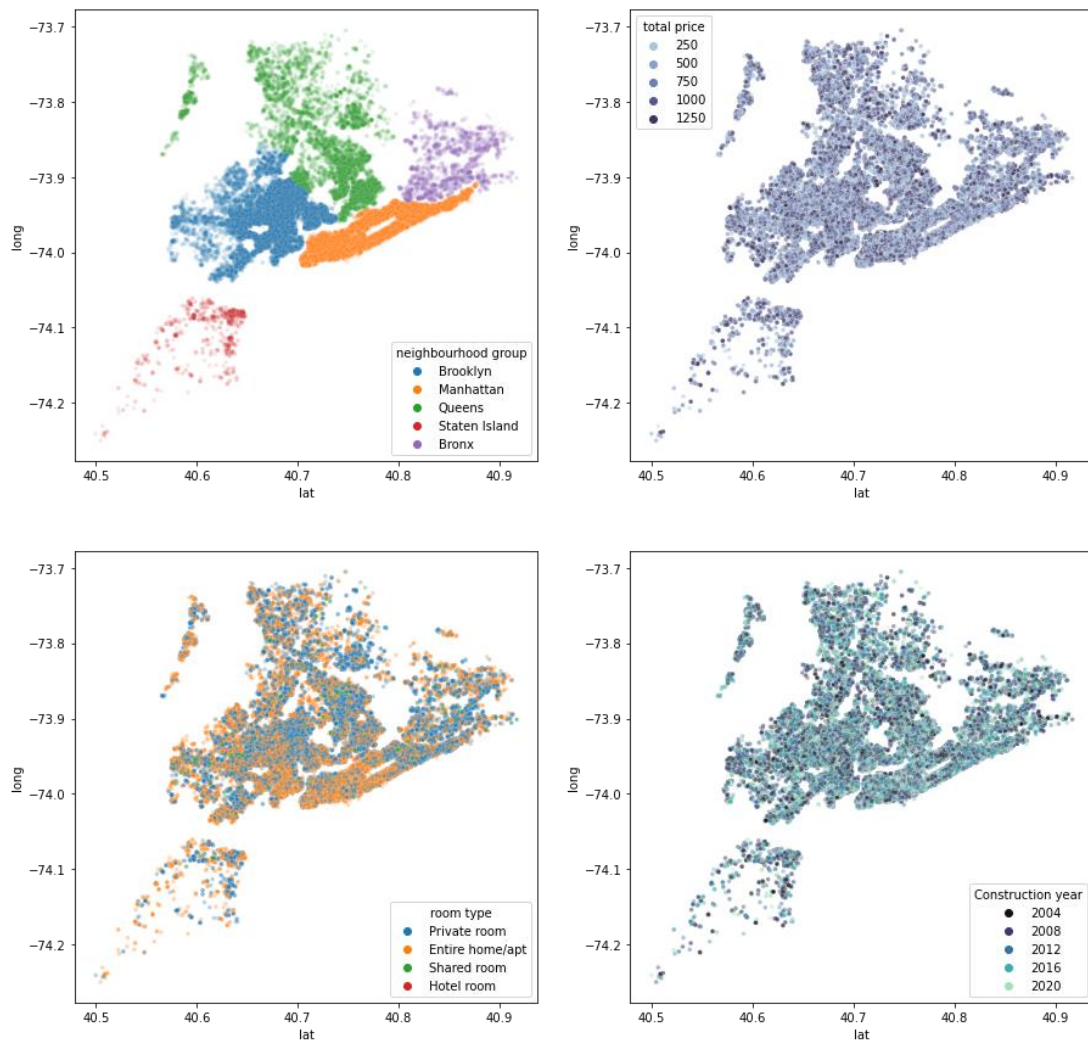 −73.7
−73.8
−73.9
−74.0
−74.1
−74.2
long
40.5 40.6 40.7 40.8 40.9
lat
neighbourhood group
Brooklyn
Manhattan
Queens
Staten Island
Bronx
−73.7
−73.8
−73.9
−74.0
−74.1
−74.2
long
40.5 40.6 40.7 40.8 40.9
lat
total price
250
500
750
1000
1250
−73.7
−73.8
−73.9
−74.0
−74.1
−74.2
long
40.5 40.6 40.7 40.8 40.9
lat
room type
Private room
Entire home/apt
Shared room
Hotel room
−73.7
−73.8
−73.9
−74.0
−74.1
−74.2
long
40.5 40.6 40.7 40.8 40.9
lat
Construction year
2004
2008
2012
2016
2020